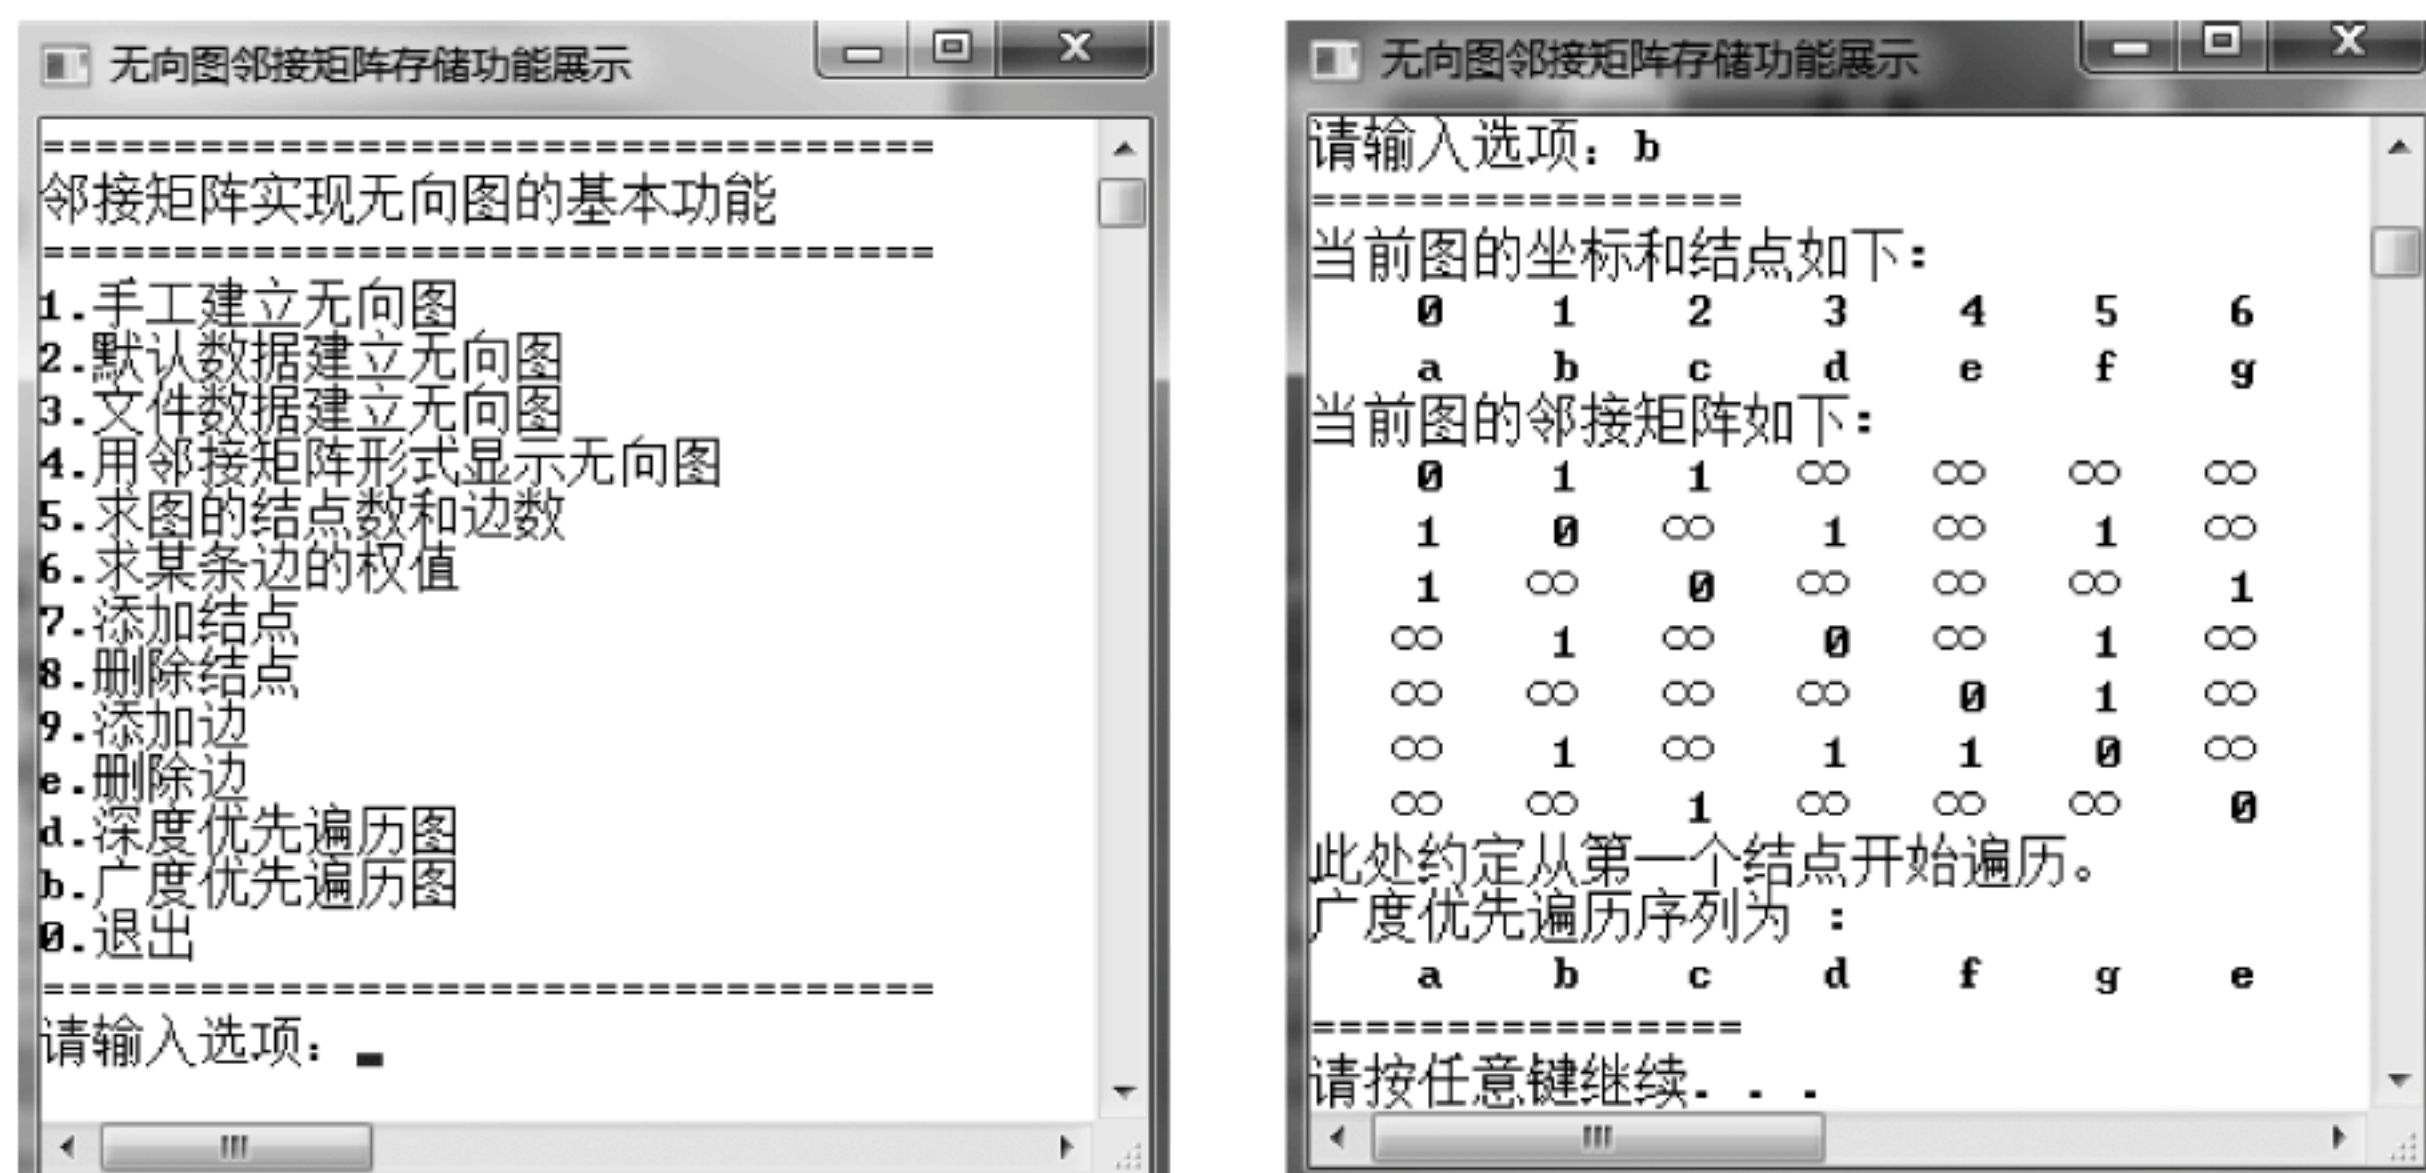 无向图邻接矩阵存储功能展示
==================================
邻接矩阵实现无向图的基本功能
==================================
1.手工建立无向图
2.默认数据建立无向图
3.文件数据建立无向图
4.用邻接矩阵形式显示无向图
5.求图的结点数和边数
6.求某条边的权值
7.添加结点
8.删除结点
9.添加边
e.删除边
d.深度优先遍历图
b.广度优先遍历图
0.退出
==================================
请输入选项:
无向图邻接矩阵存储功能展示
请输入选项: b
================
当前图的坐标和结点如下:
0 1 2 3 4 5 6
a b c d e f g
当前图的邻接矩阵如下:
0 1 1 ∞ ∞ ∞ ∞
1 0 ∞ 1 ∞ 1 ∞
1 ∞ 0 ∞ ∞ ∞ 1
∞ 1 ∞ 0 ∞ 1 ∞
∞ ∞ ∞ ∞ 0 1 ∞
∞ 1 ∞ 1 1 0 ∞
∞ ∞ 1 ∞ ∞ ∞ 0
此处约定从第一个结点开始遍历。
广度优先遍历序列为 :
a b c d f g e
================
请按任意键继续. . .